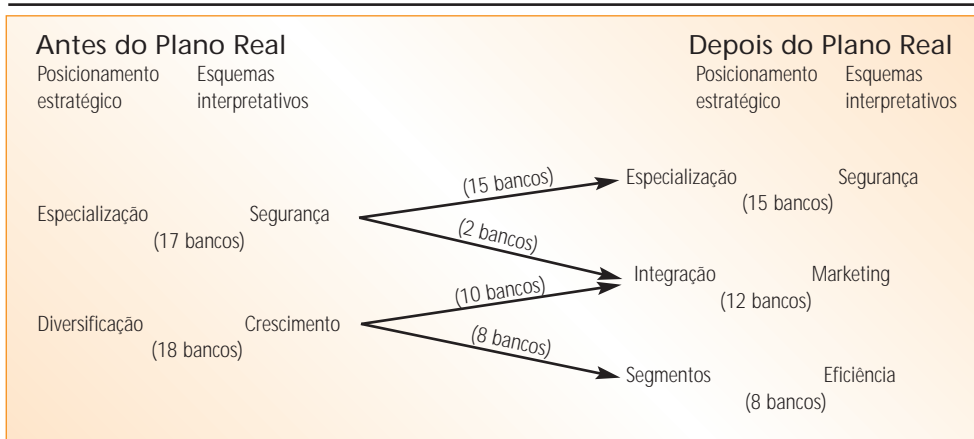 Antes do Plano Real
Posicionamento estratégico
Esquemas interpretativos
Depois do Plano Real
Posicionamento estratégico
Esquemas interpretativos
Especialização Segurança
(17 bancos)
Diversificação Crescimento
(18 bancos)
(15 bancos)
(2 bancos)
(10 bancos)
(8 bancos)
Especialização Segurança
(15 bancos)
Integração Marketing
(12 bancos)
Segmentos Eficiência
(8 bancos)